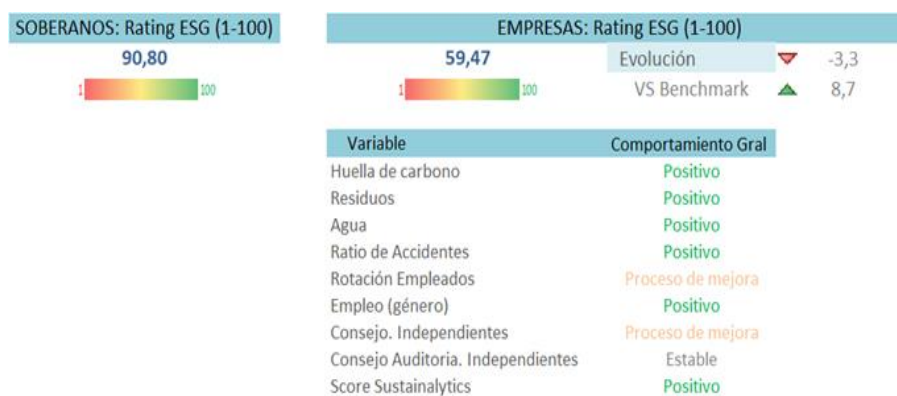 SOBERANOS: Rating ESG (1-100)
90,80
1 100
EMPRESAS: Rating ESG (1-100)
59,47 Evolución -3,3
1 100 VS Benchmark 8,7
Variable Comportamiento Gral
Huella de carbono Positivo
Residuos Positivo
Agua Positivo
Ratio de Accidentes Positivo
Rotación Empleados Proceso de mejora
Empleo (género) Positivo
Consejo. Independientes Proceso de mejora
Consejo Auditoria. Independientes Estable
Score Sustainalytics Positivo